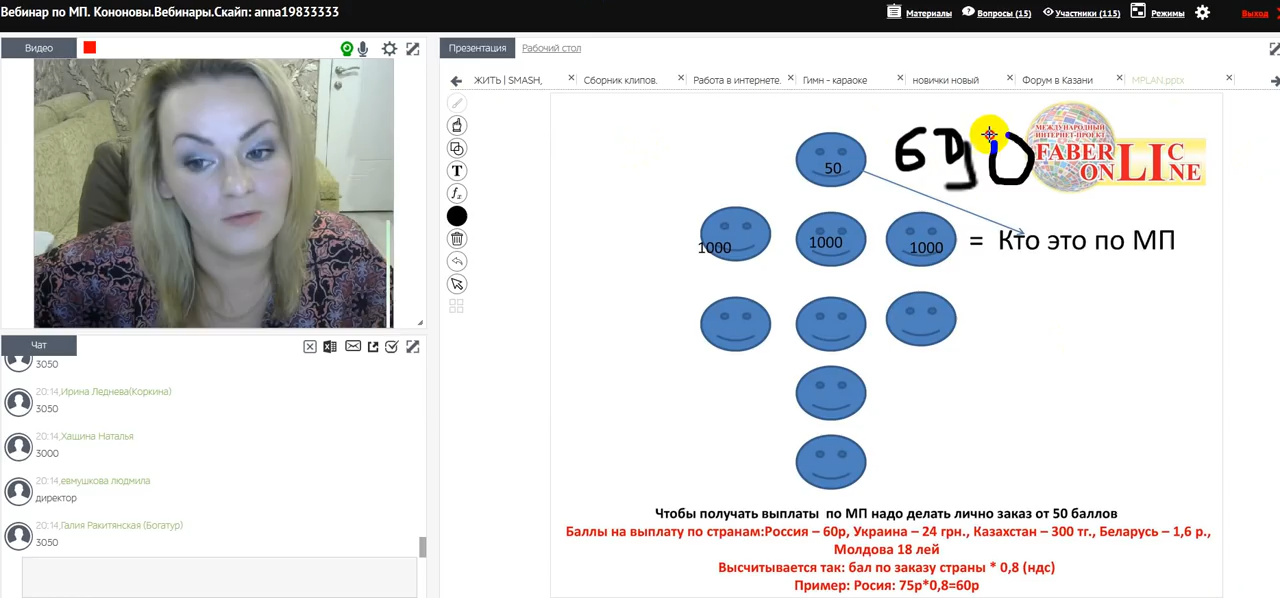 Вебинар по МП. Кононовы.Вебинары.Скайп: anna19833333
Материалы
Вопросы (15)
Участники (115)
Режимы
Выход
Видео
Презентация
Рабочий стол
ЖИТЬ | SMASH,
Сборник клипов.
Работа в интернете.
Гимн - караоке
новички новый
Форум в Казани
MPLAN.pptx
50
МЕЖДУНАРОДНЫЙ
ИНТЕРНЕТ-ПРОЕКТ
FABERLIC
ONLINE
1000
1000
1000
= Кто это по МП
Чат
3050
20:14, Ирина Леднева(Коркина)
3050
20:14, Хащина Наталья
3000
20:14, евмушкова людмила
директор
20:14, Галия Ракитянская (Богатур)
3050
Чтобы получать выплаты по МП надо делать лично заказ от 50 баллов
Баллы на выплату по странам:Россия – 60р, Украина – 24 грн., Казахстан – 300 тг., Беларусь – 1,6 р.,
Молдова 18 лей
Высчитывается так: бал по заказу страны * 0,8 (ндс)
Пример: Росия: 75р*0,8=60р